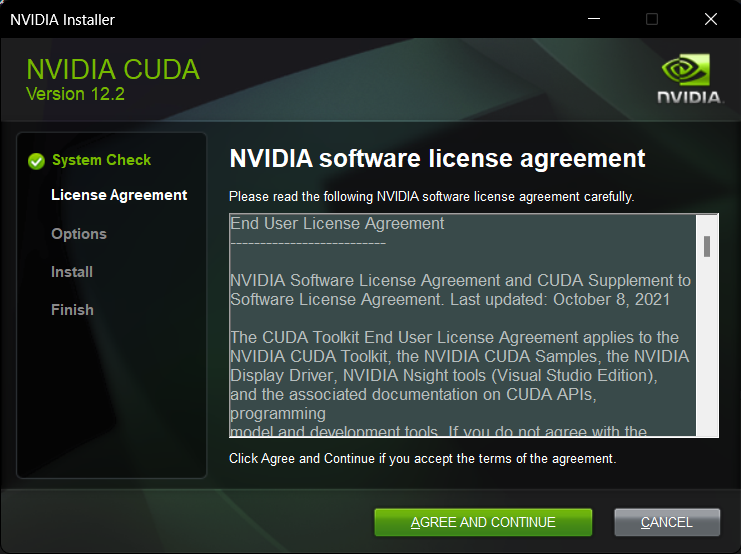 NVIDIA Installer
NVIDIA CUDA
Version 12.2
NVIDIA.
System Check
License Agreement
Options
Install
Finish
NVIDIA software license agreement
Please read the following NVIDIA software license agreement carefully.
End User License Agreement
--------------------------
NVIDIA Software License Agreement and CUDA Supplement to
Software License Agreement. Last updated: October 8, 2021
The CUDA Toolkit End User License Agreement applies to the
NVIDIA CUDA Toolkit, the NVIDIA CUDA Samples, the NVIDIA
Display Driver, NVIDIA Nsight tools (Visual Studio Edition),
and the associated documentation on CUDA APIs,
programming
model and development tools. If you do not agree with the
Click Agree and Continue if you accept the terms of the agreement.
AGREE AND CONTINUE
CANCEL